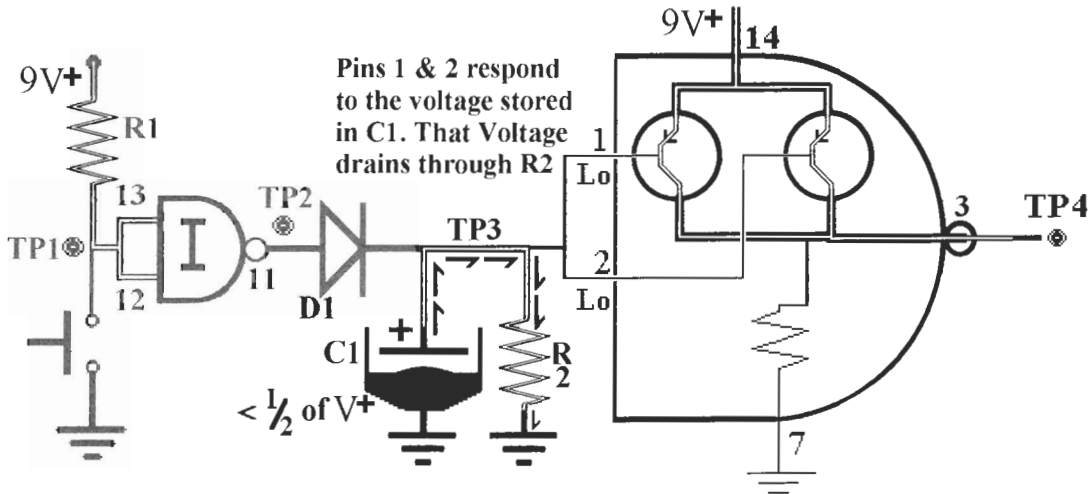 9V+
14
Pins 1 & 2 respond
to the voltage stored
in C1. That Voltage
drains through R2
9V+
R1
1
Lo
13
TP2
TP1
I
TP3
3
TP4
12
11
D1
2
Lo
C1
+
R
2
< 1/2 of V+
7